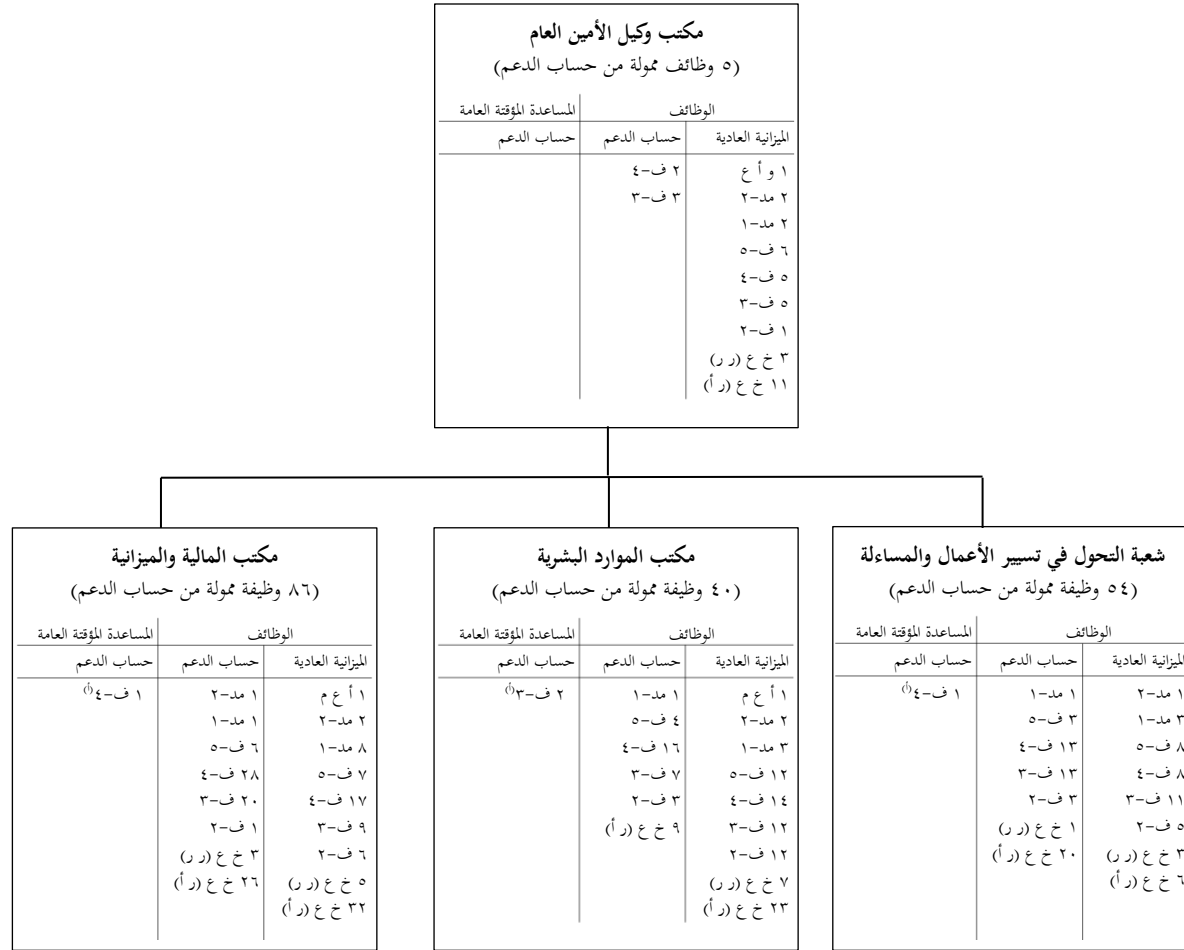 مكتب وكيل الأمين العام
(٥ وظائف ممولة من حساب الدعم)
الوظائف المساعدة المؤقتة العامة
الميزانية العادية حساب الدعم حساب الدعم
١ و أ ع ٢ ف-٤
٢ مد-٢ ٣ ف-٣
٢ مد-١
٦ ف-٥
٥ ف-٤
٥ ف-٣
١ ف-٢
٣ خ ع (ر ر)
١١ خ ع (ر أ)
شعبة التحول في تسيير الأعمال والمساءلة
(٥٤ وظيفة ممولة من حساب الدعم)
الوظائف المساعدة المؤقتة العامة
الميزانية العادية حساب الدعم حساب الدعم
١ مد-٢ ١ مد-١ ١ ف-٤(أ)
٣ مد-١ ٣ ف-٥
٨ ف-٥ ١٣ ف-٤
٨ ف-٤ ١٣ ف-٣
١١ ف-٣ ٣ ف-٢
٥ ف-٢ ١ خ ع (ر ر)
٣ خ ع (ر ر) ٢٠ خ ع (ر أ)
٦ خ ع (ر أ)
مكتب الموارد البشرية
(٤٠ وظيفة ممولة من حساب الدعم)
الوظائف المساعدة المؤقتة العامة
الميزانية العادية حساب الدعم حساب الدعم
١ أ ع م ١ مد-١ ٢ ف-٣(أ)
٢ مد-٢ ٤ ف-٥
٣ مد-١ ١٦ ف-٤
١٢ ف-٥ ٧ ف-٣
١٤ ف-٤ ٣ ف-٢
١٢ ف-٣ ٩ خ ع (ر أ)
١٢ ف-٢
٧ خ ع (ر ر)
٢٣ خ ع (ر أ)
مكتب المالية والميزانية
(٨٦ وظيفة ممولة من حساب الدعم)
الوظائف المساعدة المؤقتة العامة
الميزانية العادية حساب الدعم حساب الدعم
١ أ ع م ١ مد-٢ ١ ف-٤(أ)
٢ مد-٢ ١ مد-١
٨ مد-١ ٦ ف-٥
٧ ف-٥ ٢٨ ف-٤
١٧ ف-٤ ٢٠ ف-٣
٩ ف-٣ ١ ف-٢
٦ ف-٢ ٣ خ ع (ر ر)
٥ خ ع (ر ر) ٢٦ خ ع (ر أ)
٣٢ خ ع (ر أ)